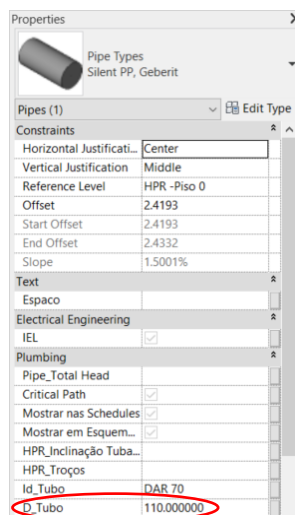 Properties
Pipe Types
Silent PP, Geberit
Pipes (1) Edit Type
Constraints
Horizontal Justificati... Center
Vertical Justification Middle
Reference Level HPR -Piso 0
Offset 2.4193
Start Offset 2.4193
End Offset 2.4332
Slope 1.5001%
Text
Espaco
Electrical Engineering
IEL
Plumbing
Pipe_Total Head
Critical Path
Mostrar nas Schedules
Mostrar em Esquem...
HPR_Inclinação Tuba...
HPR_Troços
Id_Tubo DAR 70
D_Tubo 110.000000